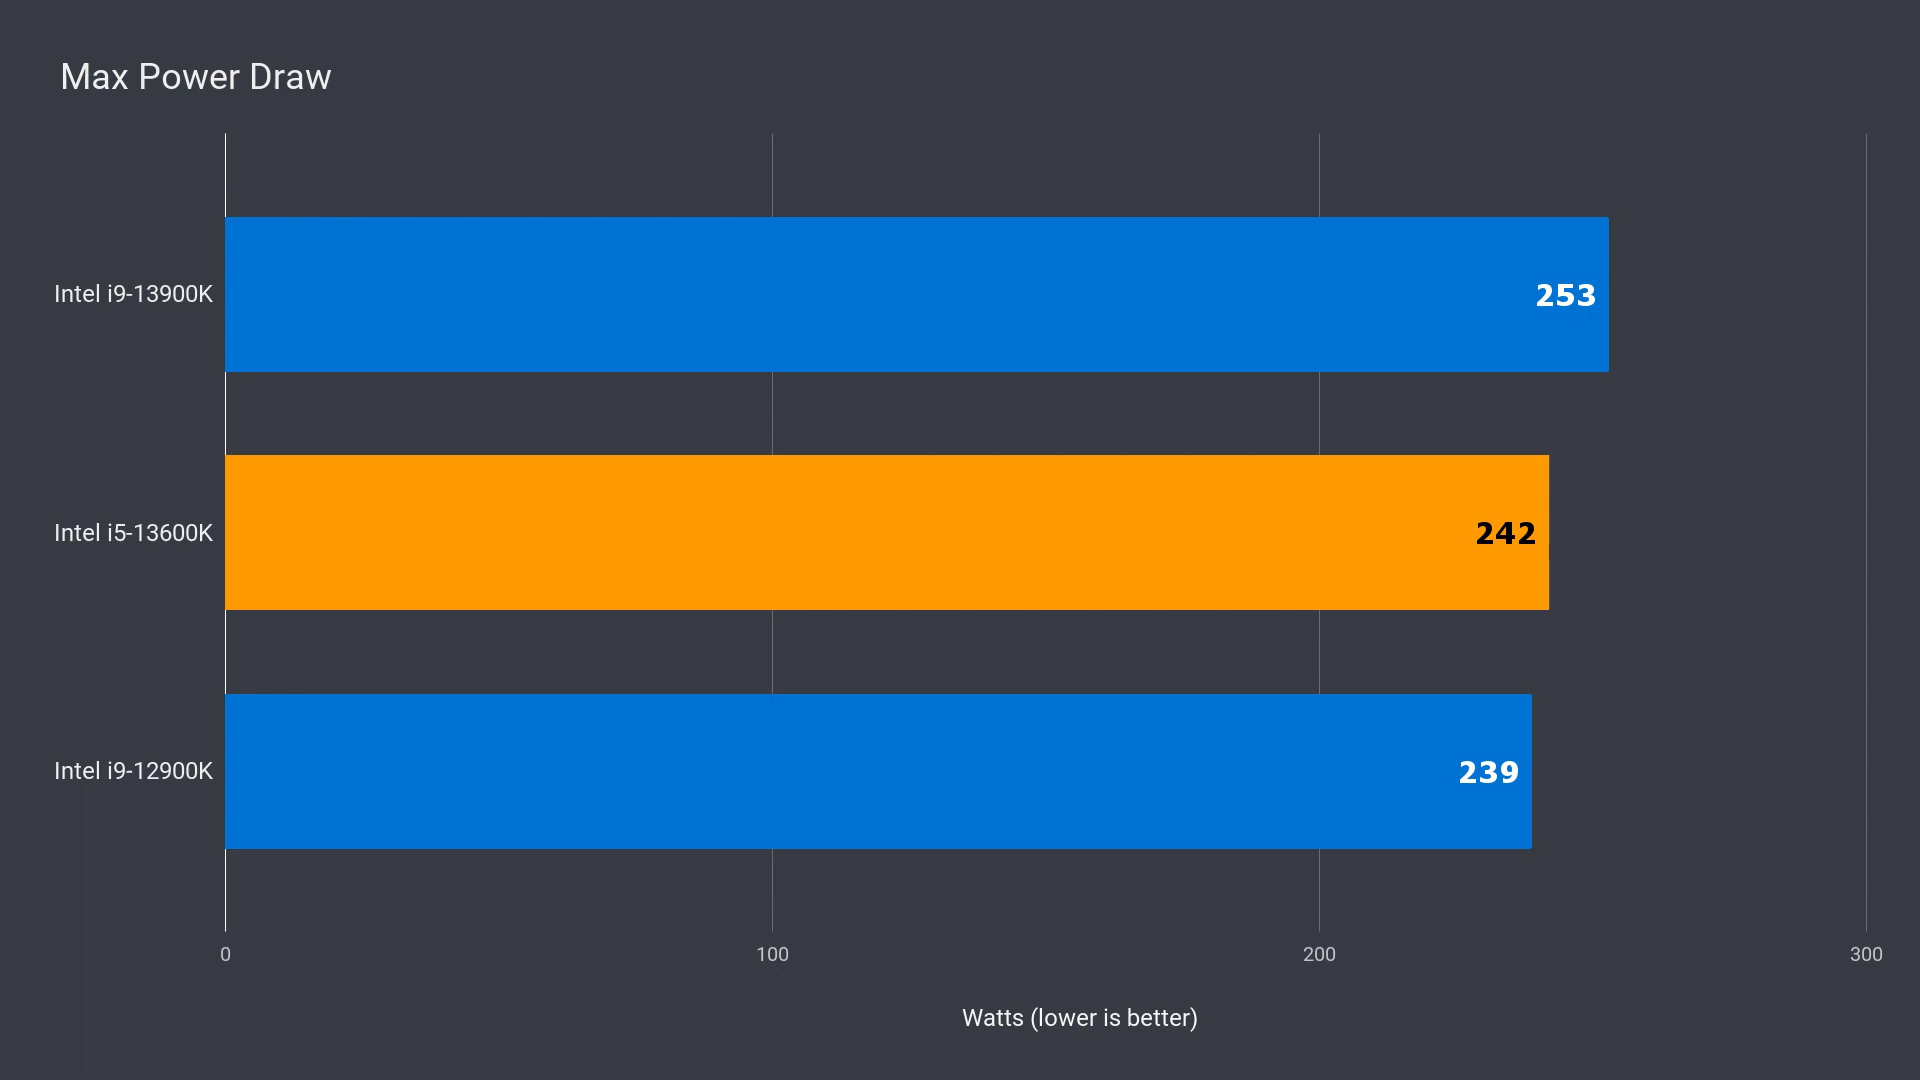 Max Power Draw
Intel i9-13900K
253
Intel i5-13600K
242
Intel i9-12900K
239
0 100 200 300
Watts (lower is better)